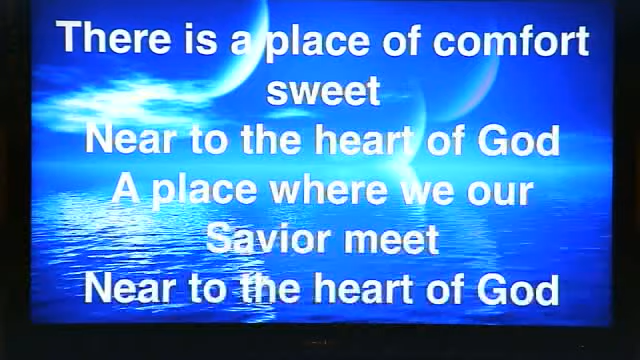 There is a place of comfort
sweet
Near to the heart of God
A place where we our
Savior meet
Near to the heart of God